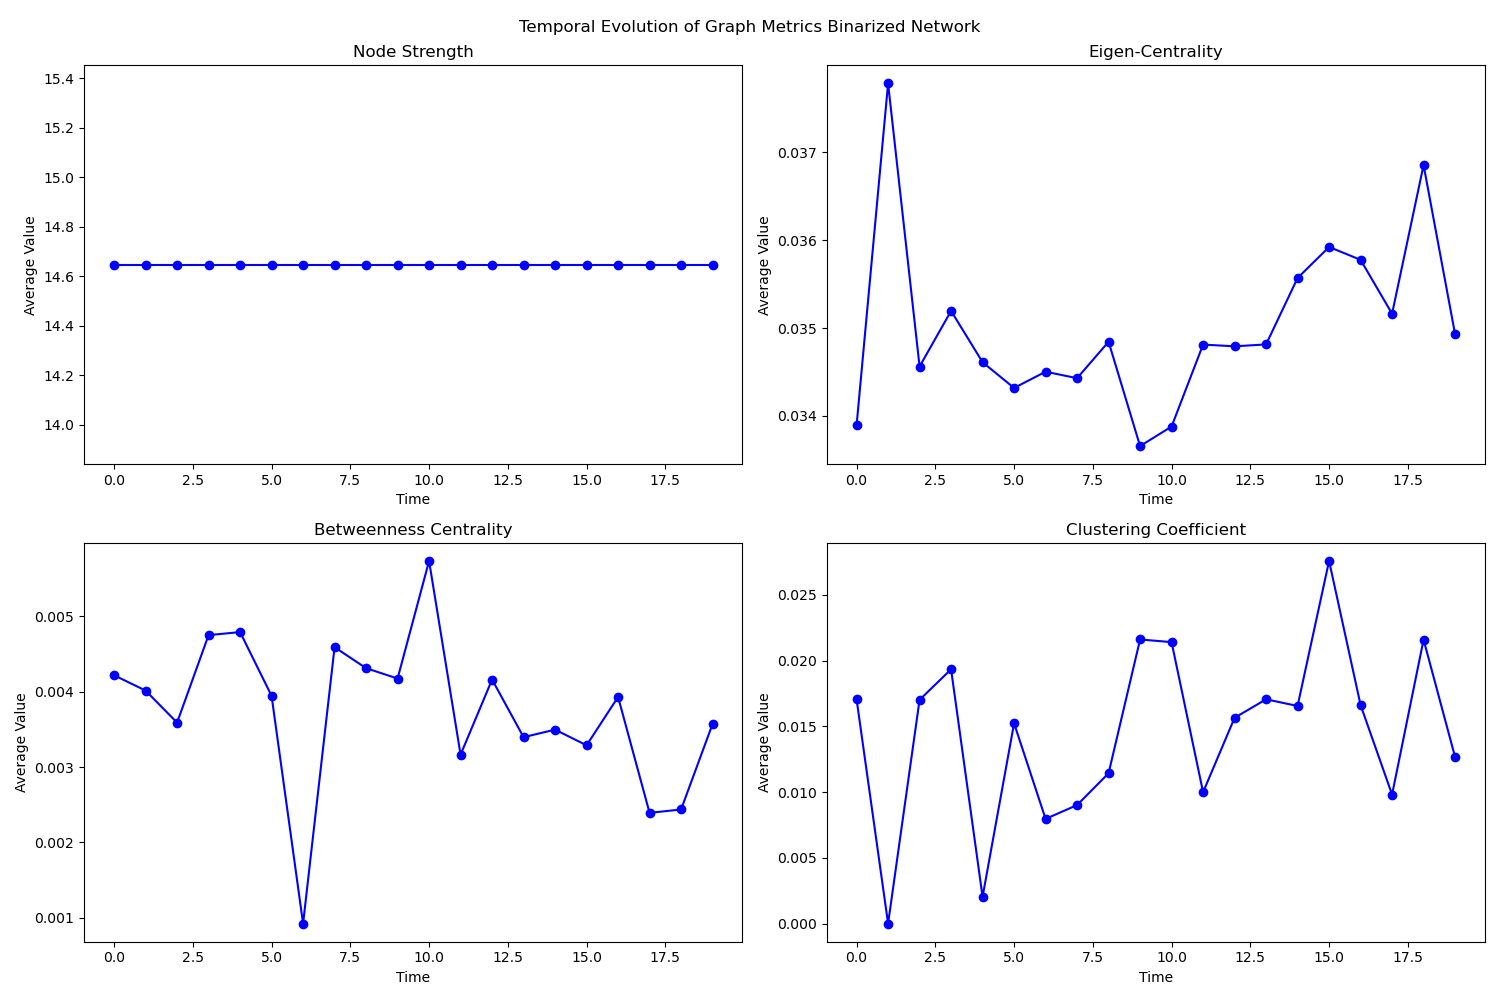 Temporal Evolution of Graph Metrics Binarized Network
Node Strength
15.4
15.2
15.0
14.8
14.6
14.4
14.2
14.0
Average Value
0.0 2.5 5.0 7.5 10.0 12.5 15.0 17.5
Time
Eigen-Centrality
0.037
0.036
0.035
0.034
Average Value
0.0 2.5 5.0 7.5 10.0 12.5 15.0 17.5
Time
Betweenness Centrality
0.005
0.004
0.003
0.002
0.001
Average Value
0.0 2.5 5.0 7.5 10.0 12.5 15.0 17.5
Time
Clustering Coefficient
0.025
0.020
0.015
0.010
0.005
0.000
Average Value
0.0 2.5 5.0 7.5 10.0 12.5 15.0 17.5
Time